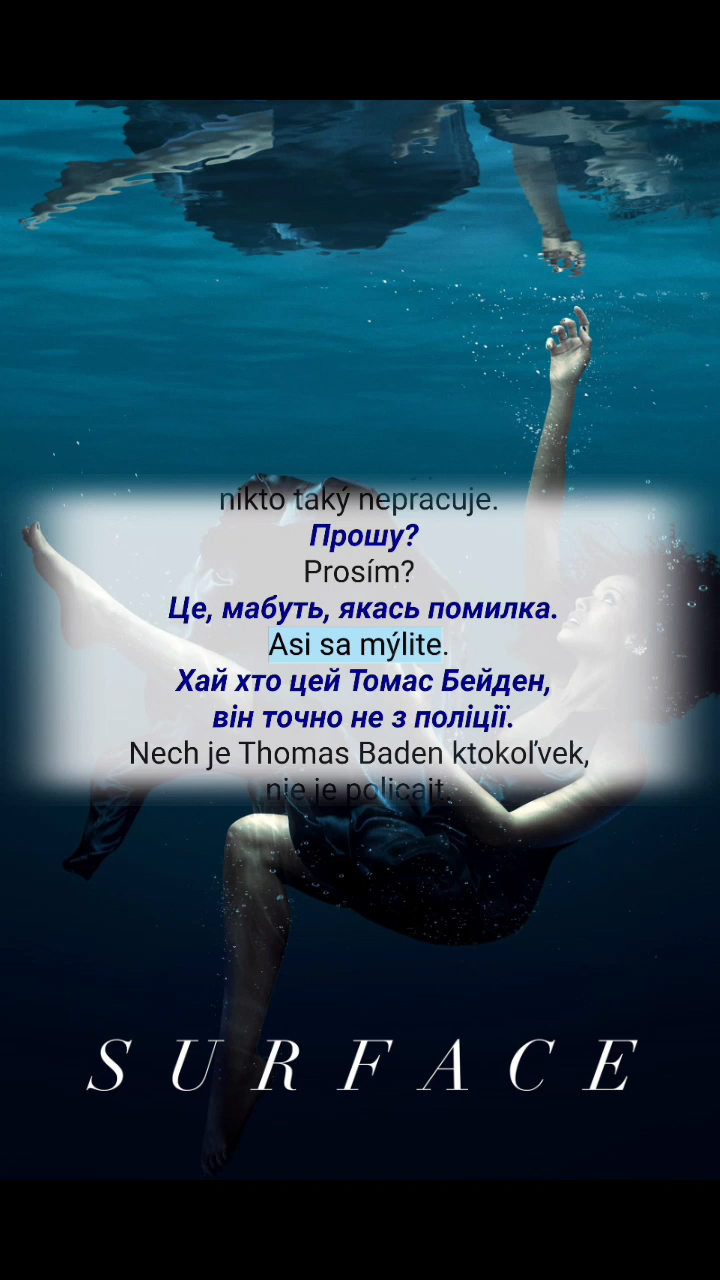 nikto taký nepracuje.
Прошу?
Prosím?
Це, мабуть, якась помилка.
Asi sa mýlite.
Хай хто цей Томас Бейден,
він точно не з поліції.
Nech je Thomas Baden ktokoľvek,
nie je policajt.
SURFACE